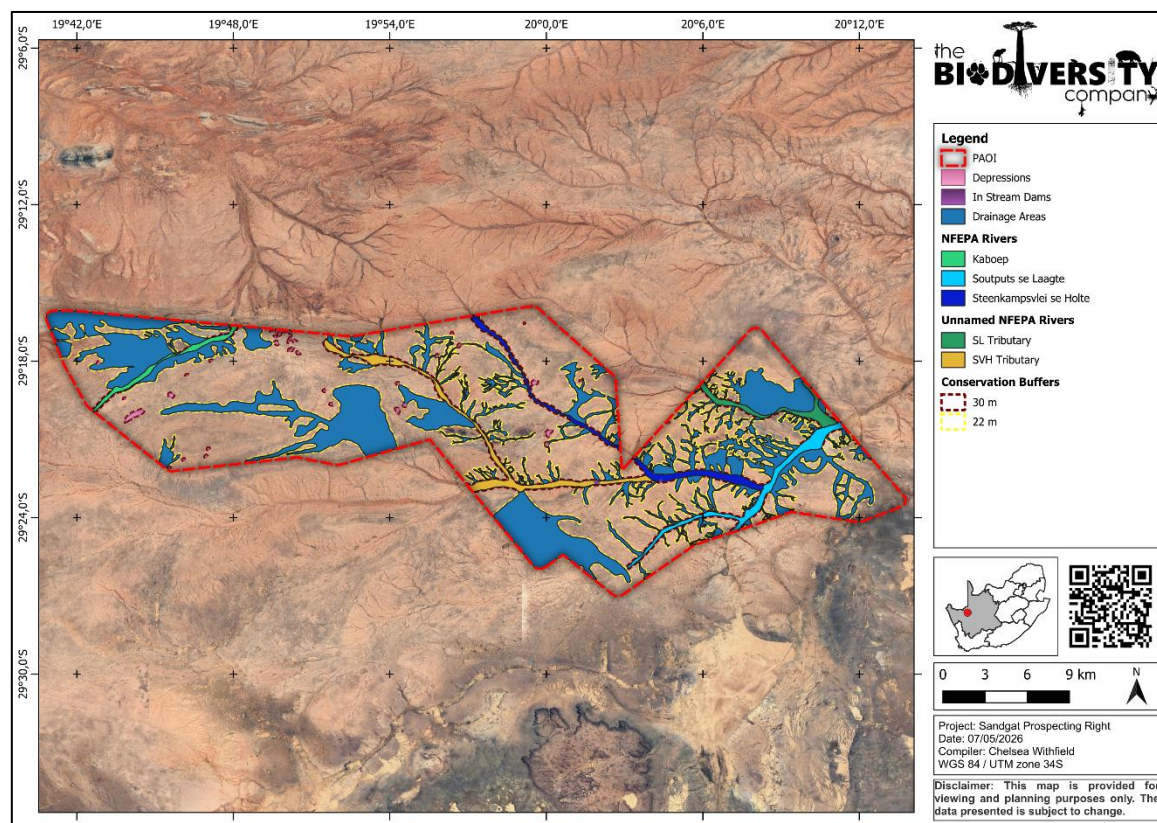 19°42,0'E 19°48,0'E 19°54,0'E 20°00,0'E 20°6,0'E 20°12,0'E
29°6,0'S
29°12,0'S
29°18,0'S
29°24,0'S
29°30,0'S
the
BIODIVERSITY
company
Legend
PAOI
Depressions
In Stream Dams
Drainage Areas
NFEPA Rivers
Kaboep
Soutputs se Laagte
Steenkampsvlei se Holte
Unnamed NFEPA Rivers
SL Tributary
SVH Tributary
Conservation Buffers
30 m
22 m
0 3 6 9 km
N
Project: Sandgat Prospecting Right
Date: 07/05/2026
Compiler: Chelsea Withfield
WGS 84 / UTM zone 34S
Disclaimer: This map is provided for
viewing and planning purposes only. The
data presented is subject to change.